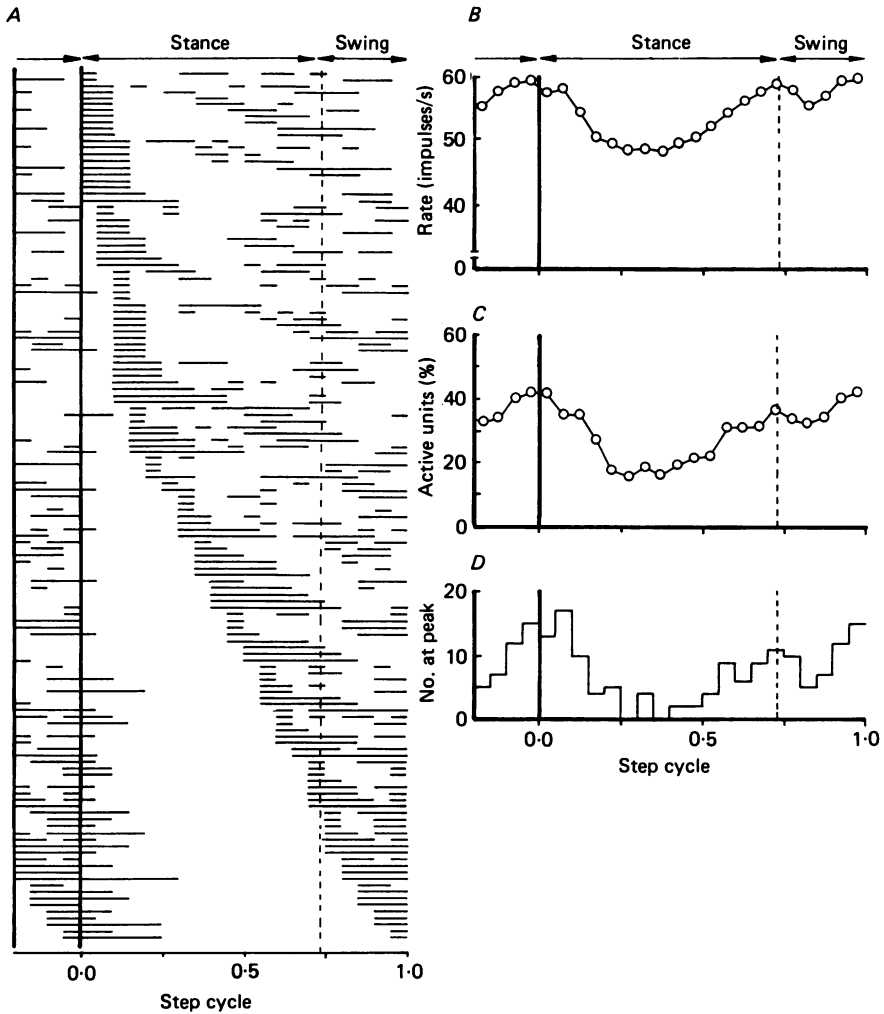 A
Stance
Swing
0·0
0·5
1·0
Step cycle
B
Stance
Swing
Rate (impulses/s)
60
50
40
0
C
Active units (%)
60
40
20
0
D
No. at peak
20
10
0
0·0
0·5
1·0
Step cycle